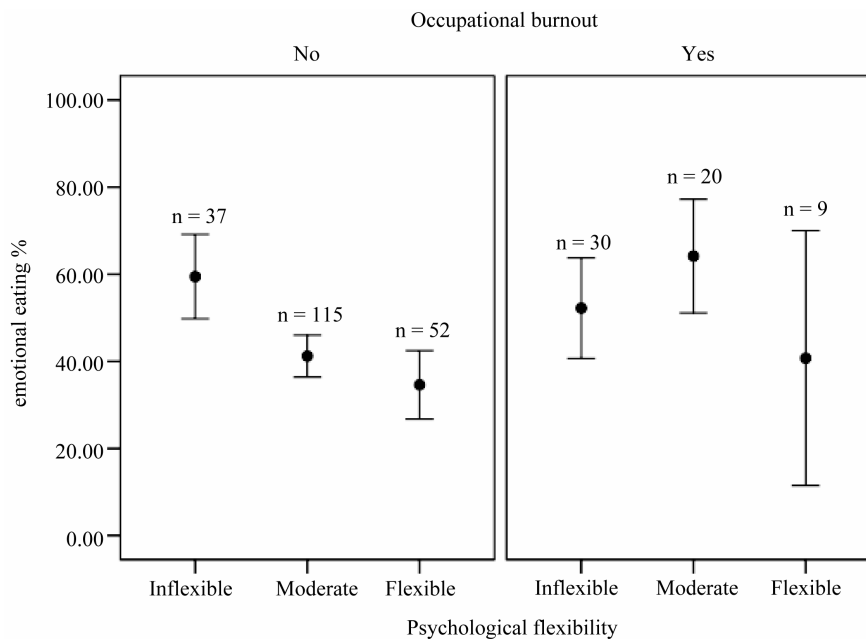 Occupational burnout
No Yes
100.00
80.00
60.00
40.00
20.00
0.00
emotional eating %
n = 37
n = 115
n = 52
n = 30
n = 20
n = 9
Inflexible Moderate Flexible Inflexible Moderate Flexible
Psychological flexibility